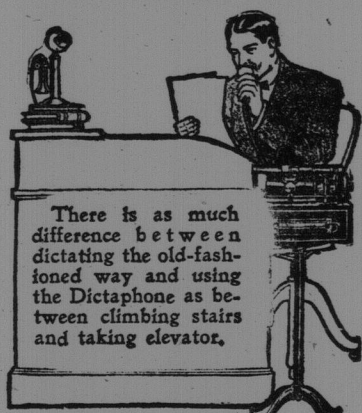 There is as much
difference between
dictating the old-fash-
ioned way and using
the Dictaphone as be-
tween climbing stairs
and taking elevator.